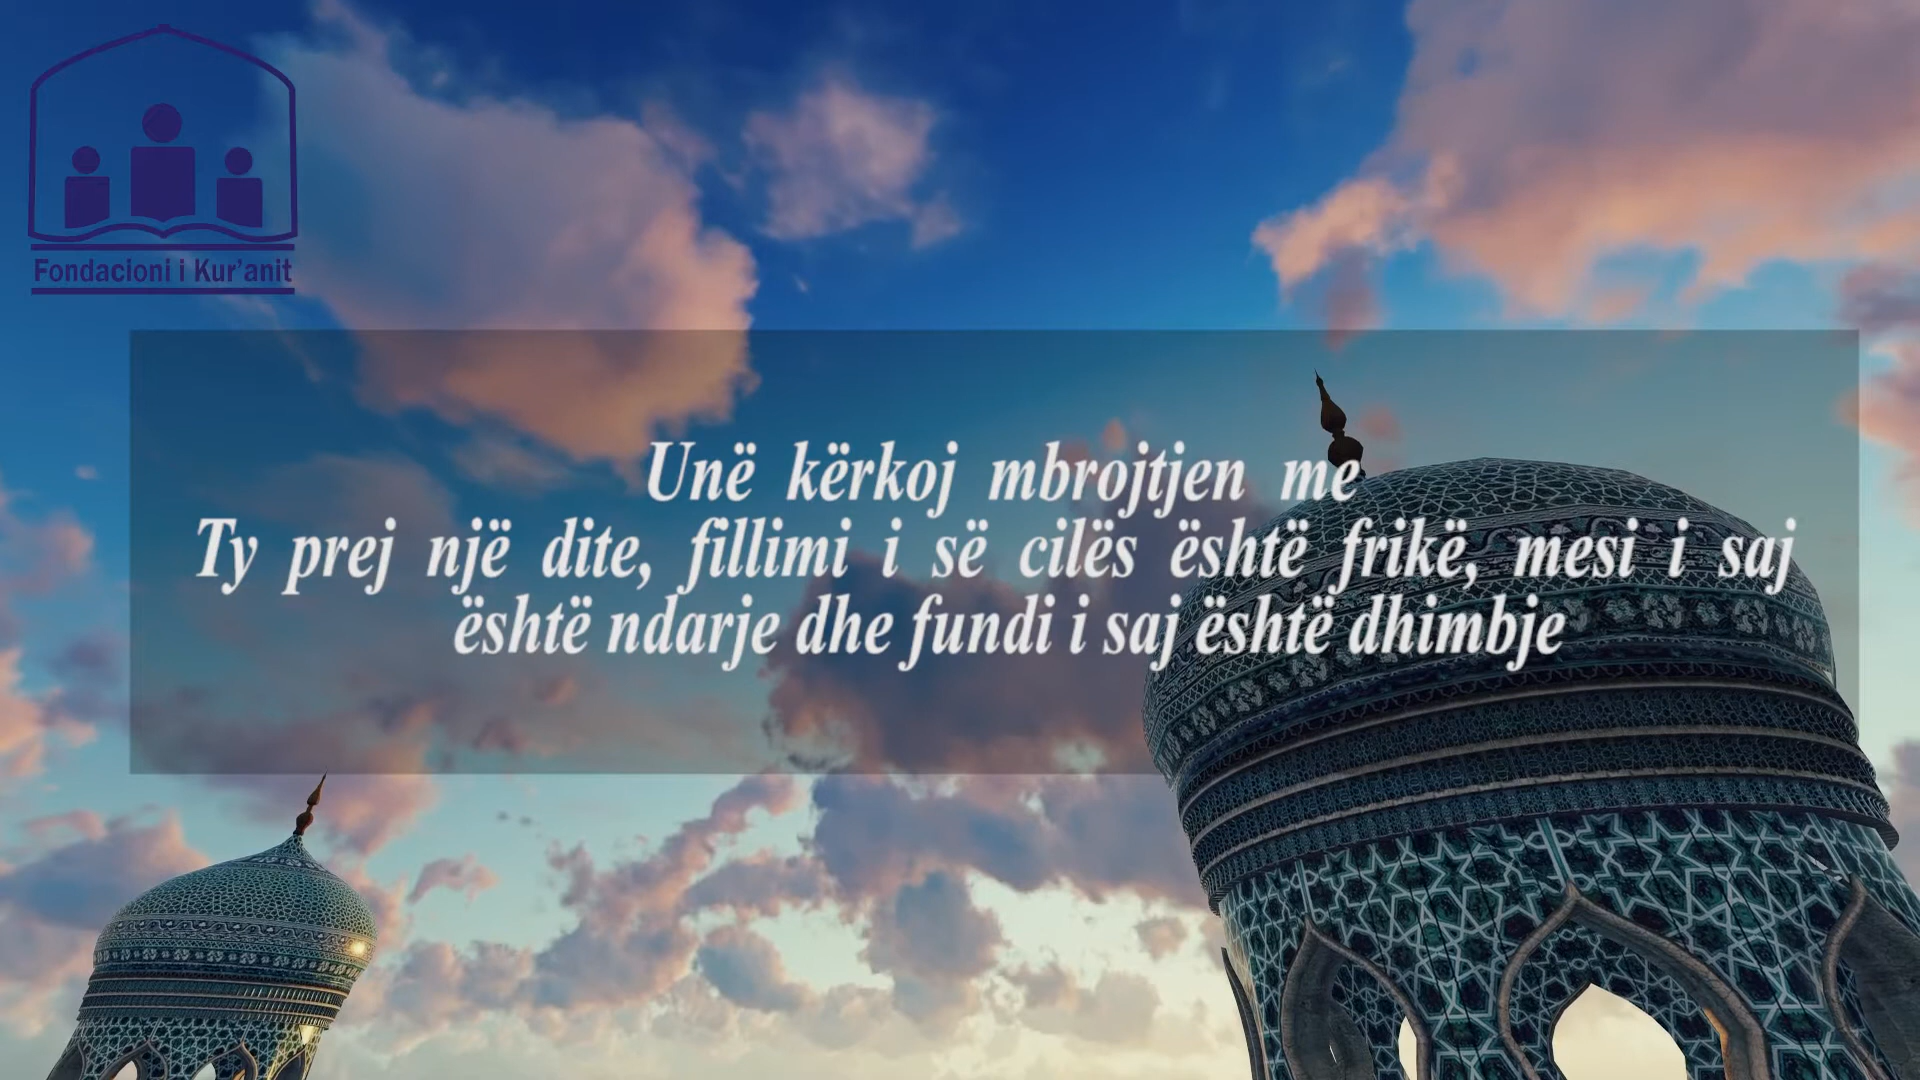 Fondacioni i Kur'anit
Unë kërkoj mbrojtjen me
Ty prej një dite, fillimi i së cilës është frikë, mesi i saj
është ndarje dhe fundi i saj është dhimbje